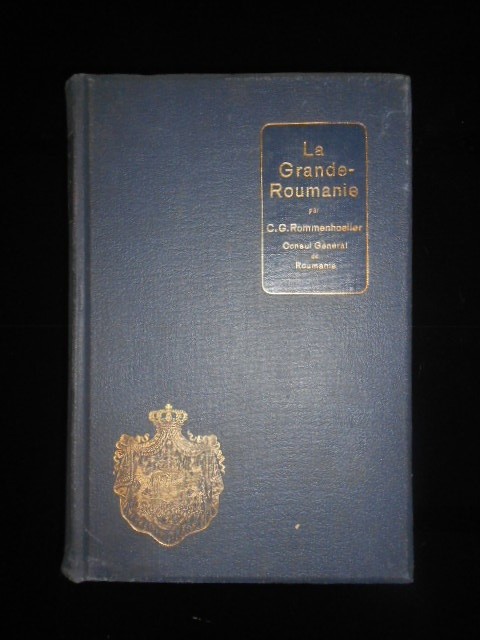 La
Grande-
Roumanie
par
C.G. Rommenhoeller
Consul Général
de
Roumanie